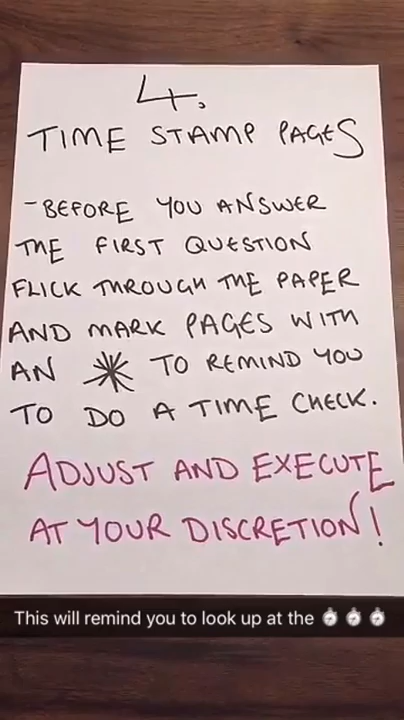 4.
TIME STAMP PAGES
-BEFORE YOU ANSWER
THE FIRST QUESTION
FLICK THROUGH THE PAPER
AND MARK PAGES WITH
AN * TO REMIND YOU
TO DO A TIME CHECK.
ADJUST AND EXECUTE
AT YOUR DISCRETION!
This will remind you to look up at the ⏱️⏱️⏱️